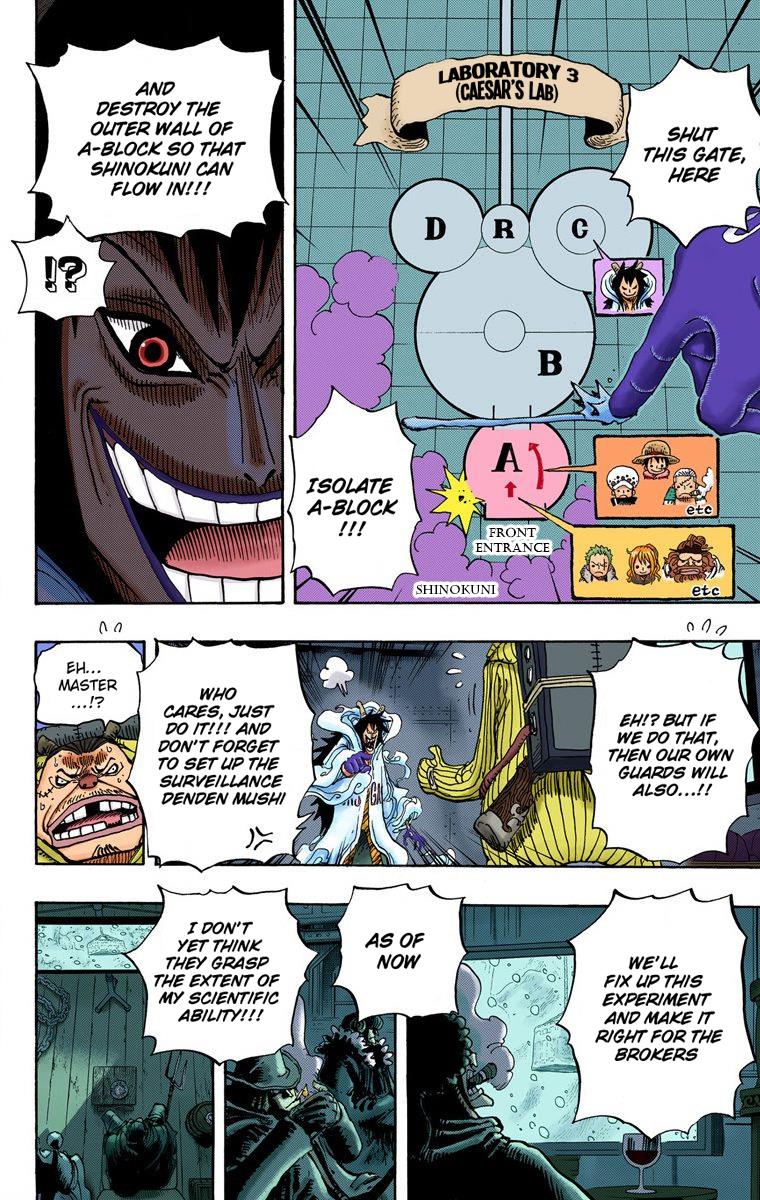 LABORATORY 3
(CAESAR'S LAB)
SHUT
THIS GATE,
HERE
D
R
C
B
A
ISOLATE
A-BLOCK
!!!
FRONT
ENTRANCE
SHINOKUNI
etc
etc
AND
DESTROY THE
OUTER WALL OF
A-BLOCK SO THAT
SHINOKUNI CAN
FLOW IN!!!
!?
EH!? BUT IF
WE DO THAT,
THEN OUR OWN
GUARDS WILL
ALSO...!!
WHO
CARES, JUST
DO IT!!! AND
DON'T FORGET
TO SET UP THE
SURVEILLANCE
DENDEN MUSHI
EH...
MASTER
...!?
WE'LL
FIX UP THIS
EXPERIMENT
AND MAKE IT
RIGHT FOR THE
BROKERS
AS OF
NOW
I DON'T
YET THINK
THEY GRASP
THE EXTENT OF
MY SCIENTIFIC
ABILITY!!!